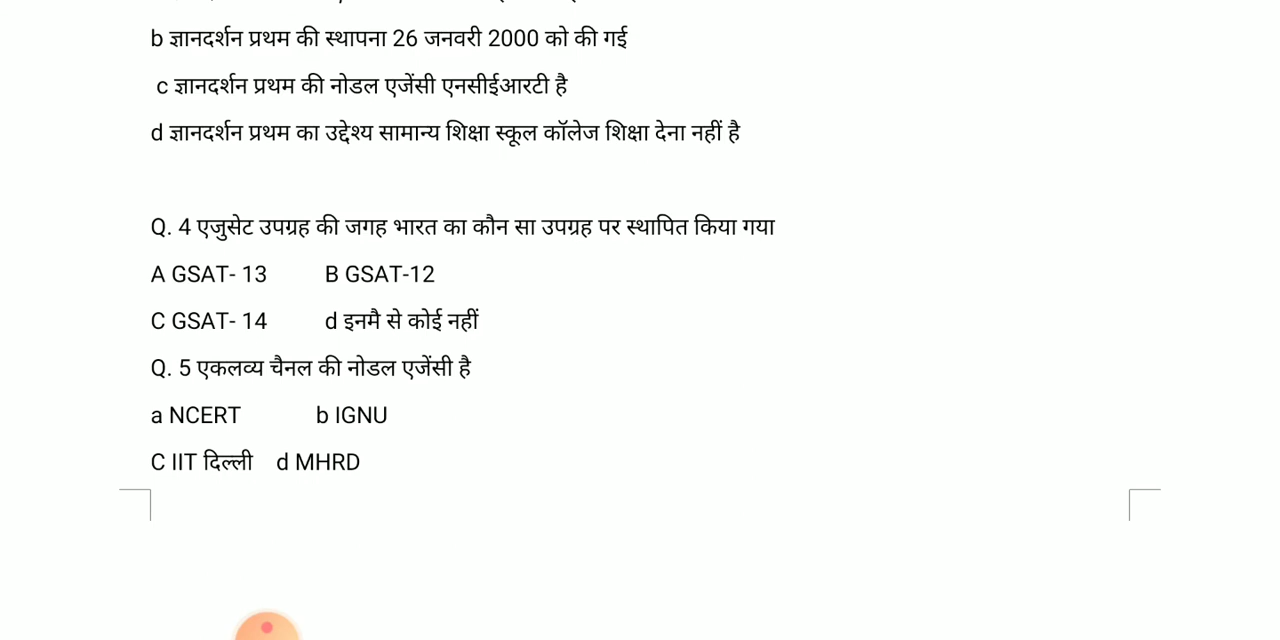 b ज्ञानदर्शन प्रथम की स्थापना 26 जनवरी 2000 को की गई
c ज्ञानदर्शन प्रथम की नोडल एजेंसी एनसीईआरटी है
d ज्ञानदर्शन प्रथम का उद्देश्य सामान्य शिक्षा स्कूल कॉलेज शिक्षा देना नहीं है
Q. 4 एजुसेट उपग्रह की जगह भारत का कौन सा उपग्रह पर स्थापित किया गया
A GSAT- 13 B GSAT-12
C GSAT- 14 d इनमै से कोई नहीं
Q. 5 एकलव्य चैनल की नोडल एजेंसी है
a NCERT b IGNU
C IIT दिल्ली d MHRD